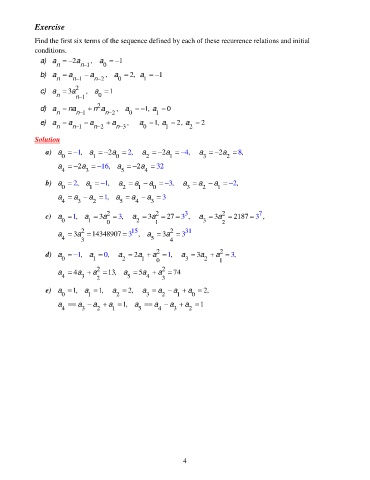 Exercise
Find the first six terms of the sequence defined by each of these recurrence relations and initial
conditions.
a) a_n = −2a_{n−1}, a_0 = −1
b) a_n = a_{n−1} − a_{n−2}, a_0 = 2, a_1 = −1
c) a_n = 3a_{n−1}^2, a_0 = 1
d) a_n = na_{n−1} + n^2 a_{n−2}, a_0 = −1, a_1 = 0
e) a_n = a_{n−1} − a_{n−2} + a_{n−3}, a_0 = 1, a_1 = 2, a_2 = 2
Solution
a) a_0 = −1, a_1 = −2a_0 = 2, a_2 = −2a_1 = −4, a_3 = −2a_2 = 8,
a_4 = −2a_3 = −16, a_5 = −2a_4 = 32
b) a_0 = 2, a_1 = −1, a_2 = a_1 − a_0 = −3, a_3 = a_2 − a_1 = −2,
a_4 = a_3 − a_2 = 1, a_5 = a_4 − a_3 = 3
c) a_0 = 1, a_1 = 3a_0^2 = 3, a_2 = 3a_1^2 = 27 = 3^3, a_3 = 3a_2^2 = 2187 = 3^7,
a_4 = 3a_3^2 = 14348907 = 3^15, a_5 = 3a_4^2 = 3^31
d) a_0 = −1, a_1 = 0, a_2 = 2a_1 + a_0^2 = 1, a_3 = 3a_2 + a_1^2 = 3,
a_4 = 4a_3 + a_2^2 = 13, a_5 = 5a_4 + a_3^2 = 74
e) a_0 = 1, a_1 = 1, a_2 = 2, a_3 = a_2 − a_1 + a_0 = 2,
a_4 == a_3 − a_2 + a_1 = 1, a_5 == a_4 − a_3 + a_2 = 1
4